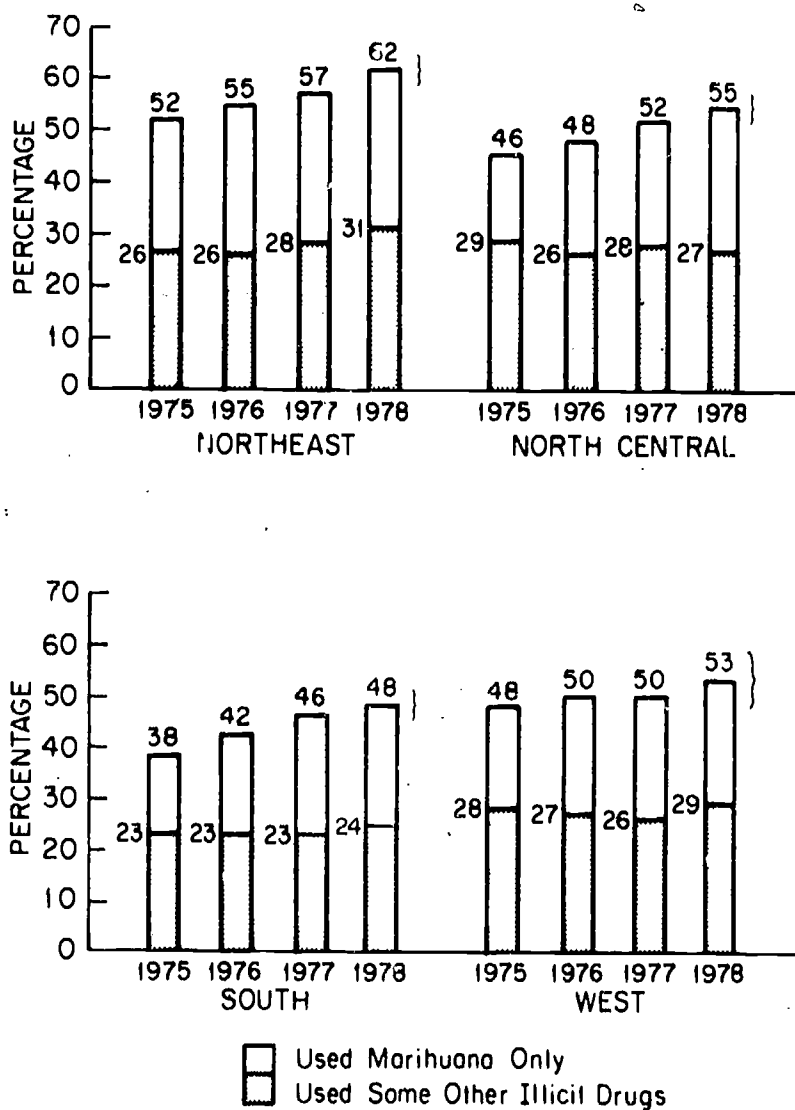 PERCENTAGE
70
60
50
40
30
20
10
0
52 55 57 62
26 26 28 31
1975 1976 1977 1978
NORTHEAST
46 48 52 55
29 26 28 27
1975 1976 1977 1978
NORTH CENTRAL
PERCENTAGE
70
60
50
40
30
20
10
0
38 42 46 48
23 23 23 24
1975 1976 1977 1978
SOUTH
48 50 50 53
28 27 26 29
1975 1976 1977 1978
WEST
Used Marihuana Only
Used Some Other Illicit Drugs